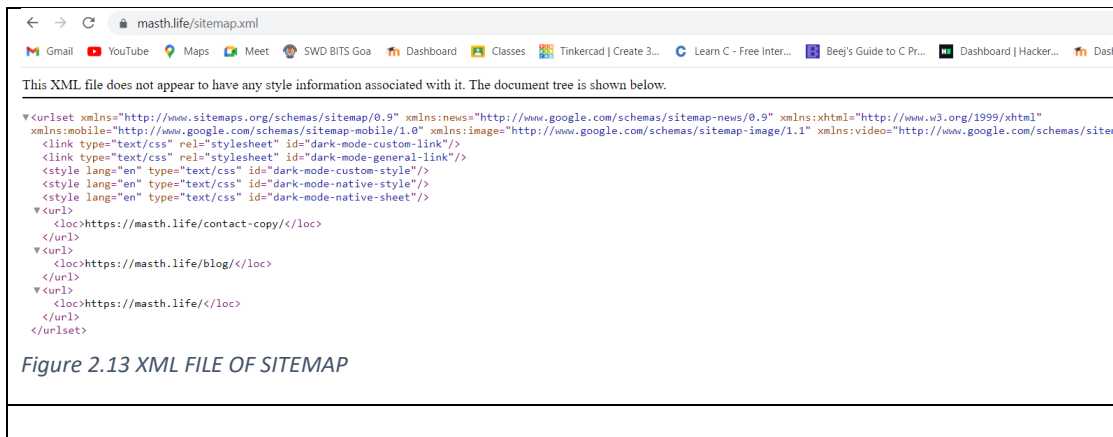 masth.life/sitemap.xml
Gmail YouTube Maps Meet SWD BITS Goa Dashboard Classes Tinkercad | Create 3... Learn C - Free Inter... Beej's Guide to C Pr... Dashboard | Hacker... Dash
This XML file does not appear to have any style information associated with it. The document tree is shown below.
▼<urlset xmlns="http://www.sitemaps.org/schemas/sitemap/0.9" xmlns:news="http://www.google.com/schemas/sitemap-news/0.9" xmlns:xhtml="http://www.w3.org/1999/xhtml"
xmlns:mobile="http://www.google.com/schemas/sitemap-mobile/1.0" xmlns:image="http://www.google.com/schemas/sitemap-image/1.1" xmlns:video="http://www.google.com/schemas/sitem
<link type="text/css" rel="stylesheet" id="dark-mode-custom-link"/>
<link type="text/css" rel="stylesheet" id="dark-mode-general-link"/>
<style lang="en" type="text/css" id="dark-mode-custom-style"/>
<style lang="en" type="text/css" id="dark-mode-native-style"/>
<style lang="en" type="text/css" id="dark-mode-native-sheet"/>
▼<url>
<loc>https://masth.life/contact-copy/</loc>
</url>
▼<url>
<loc>https://masth.life/blog/</loc>
</url>
▼<url>
<loc>https://masth.life/</loc>
</url>
</urlset>
Figure 2.13 XML FILE OF SITEMAP